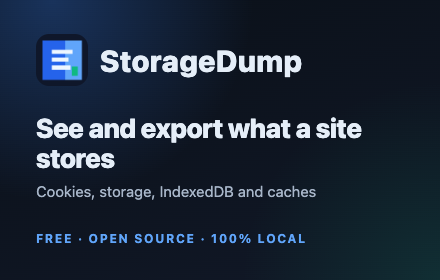 StorageDump
See and export what a site
stores
Cookies, storage, IndexedDB and caches
FREE · OPEN SOURCE · 100% LOCAL